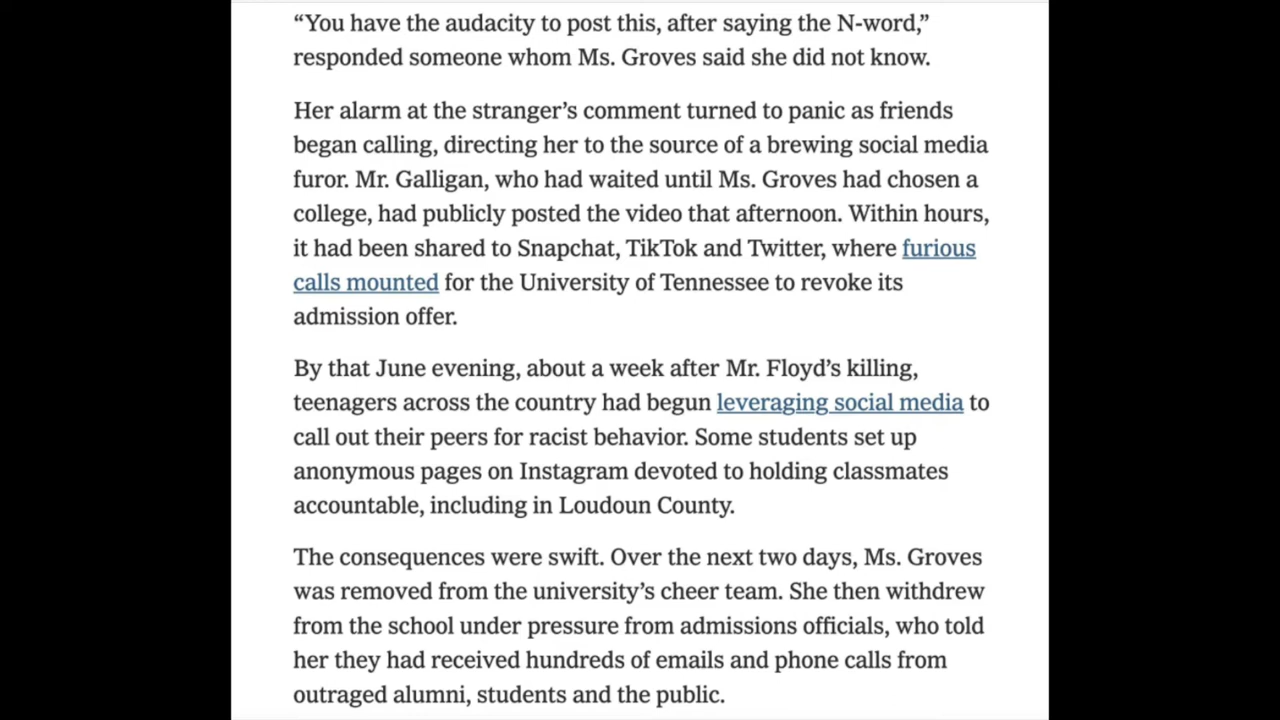 “You have the audacity to post this, after saying the N-word,”
responded someone whom Ms. Groves said she did not know.
Her alarm at the stranger’s comment turned to panic as friends
began calling, directing her to the source of a brewing social media
furor. Mr. Galligan, who had waited until Ms. Groves had chosen a
college, had publicly posted the video that afternoon. Within hours,
it had been shared to Snapchat, TikTok and Twitter, where furious
calls mounted for the University of Tennessee to revoke its
admission offer.
By that June evening, about a week after Mr. Floyd’s killing,
teenagers across the country had begun leveraging social media to
call out their peers for racist behavior. Some students set up
anonymous pages on Instagram devoted to holding classmates
accountable, including in Loudoun County.
The consequences were swift. Over the next two days, Ms. Groves
was removed from the university’s cheer team. She then withdrew
from the school under pressure from admissions officials, who told
her they had received hundreds of emails and phone calls from
outraged alumni, students and the public.